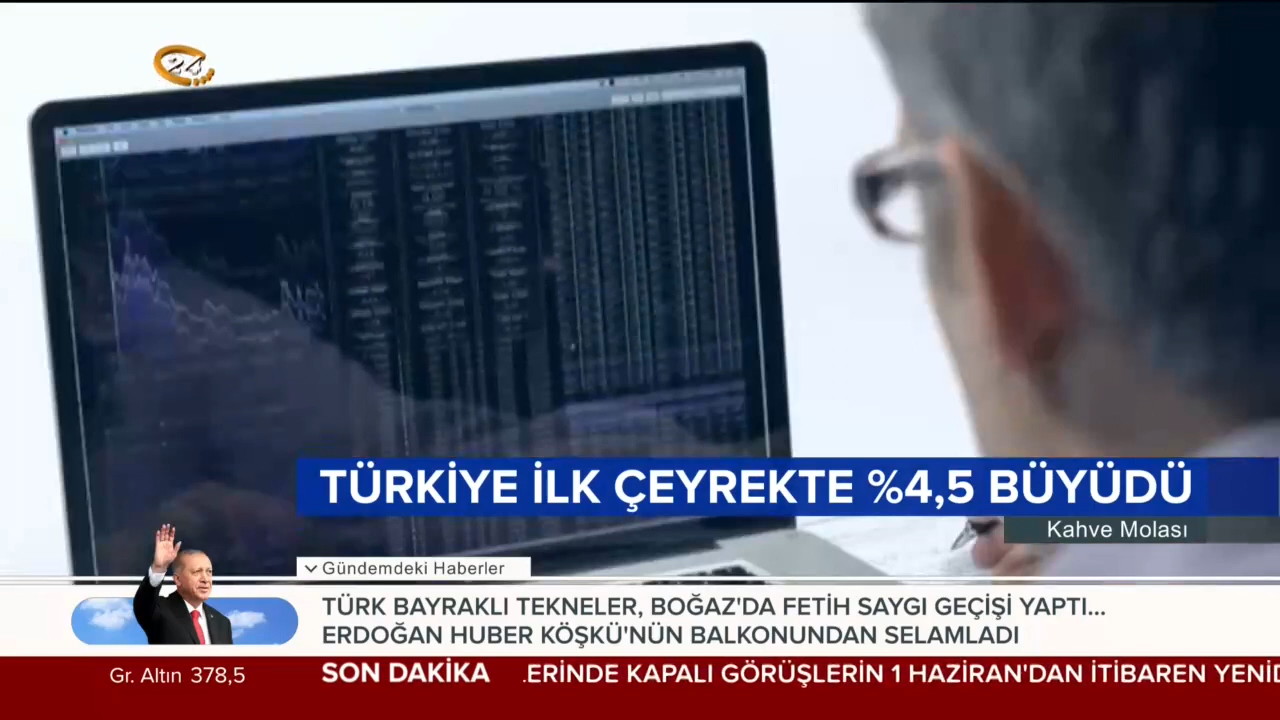 24
TÜRKİYE İLK ÇEYREKTE %4,5 BÜYÜDÜ
Kahve Molası
Gündemdeki Haberler
TÜRK BAYRAKLI TEKNELER, BOĞAZ'DA FETİH SAYGI GEÇİŞİ YAPTI...
ERDOĞAN HUBER KÖŞKÜ'NÜN BALKONUNDAN SELAMLADI
Gr. Altın 378,5
SON DAKİKA
.ERİNDE KAPALI GÖRÜŞLERİN 1 HAZİRAN'DAN İTİBAREN YENİD